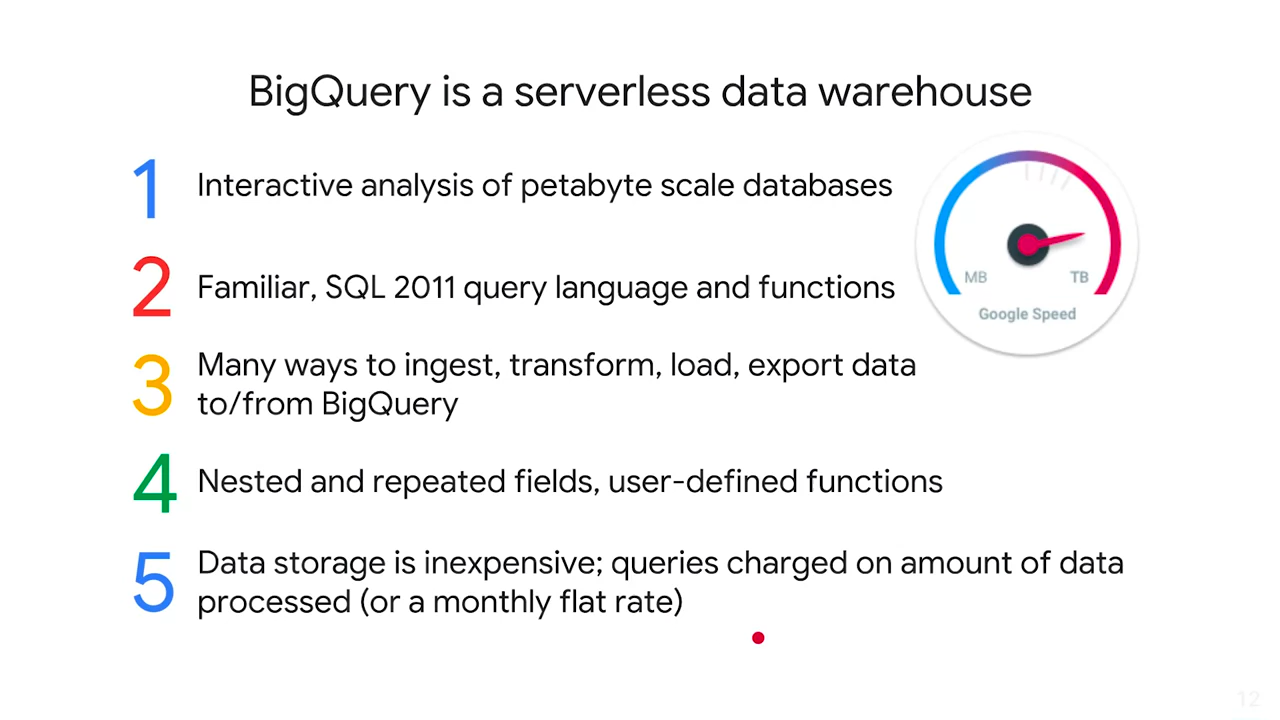 BigQuery is a serverless data warehouse
1 Interactive analysis of petabyte scale databases
2 Familiar, SQL 2011 query language and functions
3 Many ways to ingest, transform, load, export data
to/from BigQuery
4 Nested and repeated fields, user-defined functions
5 Data storage is inexpensive; queries charged on amount of data
processed (or a monthly flat rate)
MB TB
Google Speed
12